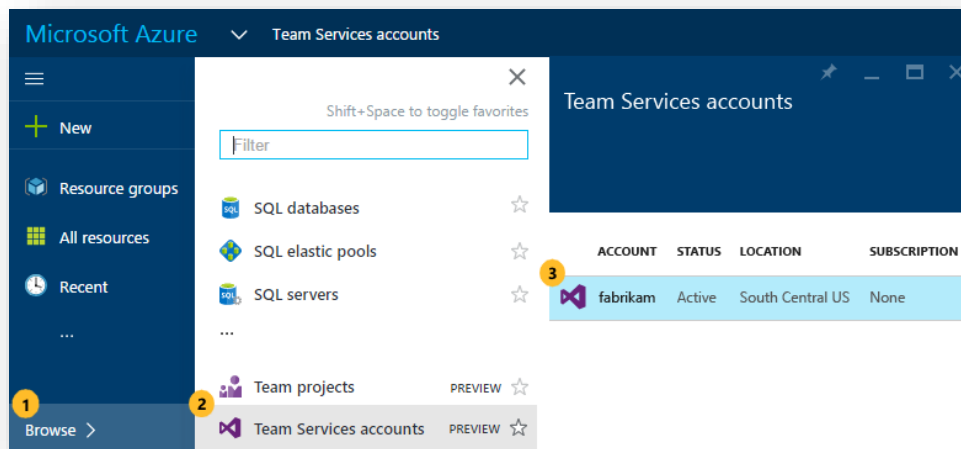 Microsoft Azure
Team Services accounts
Shift+Space to toggle favorites
New
Filter
Resource groups
All resources
Recent
...
1
Browse
SQL
SQL databases
SQL elastic pools
SQL
SQL servers
...
Team projects PREVIEW
2
Team Services accounts PREVIEW
Team Services accounts
ACCOUNT STATUS LOCATION SUBSCRIPTION
3
fabrikam Active South Central US None